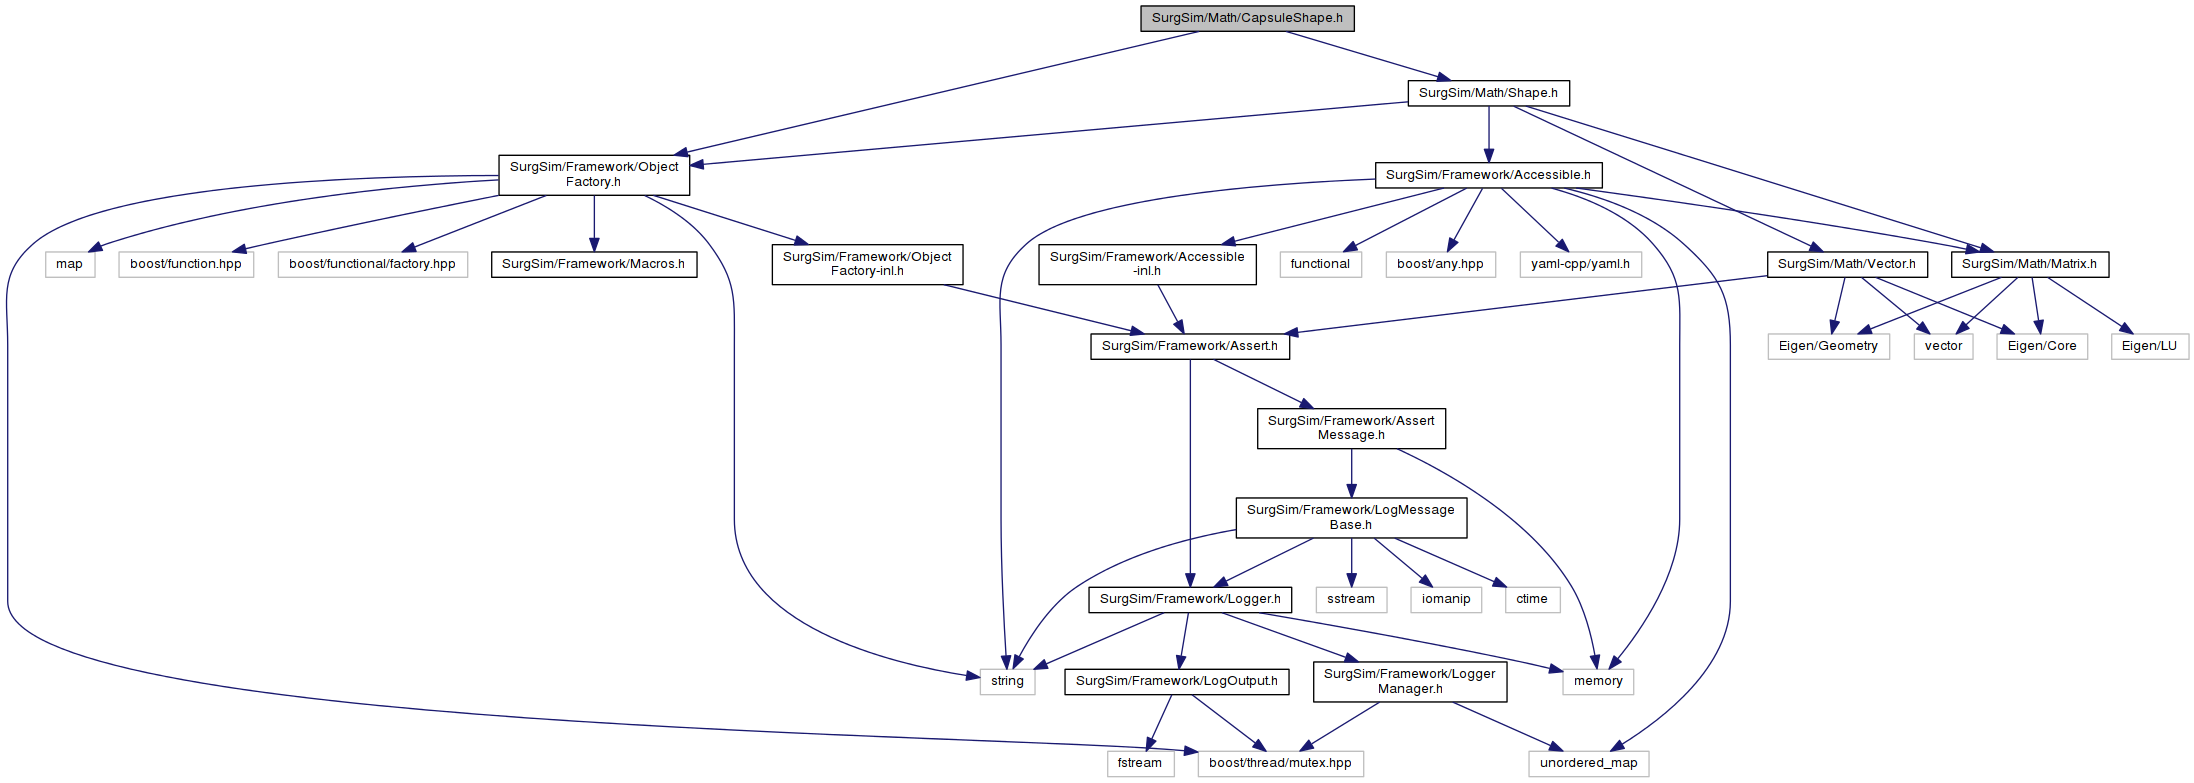 SurgSim/Math/CapsuleShape.h
SurgSim/Math/Shape.h
SurgSim/Framework/Object
Factory.h
SurgSim/Framework/Accessible.h
map
boost/function.hpp
boost/functional/factory.hpp
SurgSim/Framework/Macros.h
SurgSim/Framework/Object
Factory-inl.h
SurgSim/Framework/Accessible
-inl.h
functional
boost/any.hpp
yaml-cpp/yaml.h
SurgSim/Math/Vector.h
SurgSim/Math/Matrix.h
SurgSim/Framework/Assert.h
Eigen/Geometry
vector
Eigen/Core
Eigen/LU
SurgSim/Framework/Assert
Message.h
SurgSim/Framework/LogMessage
Base.h
SurgSim/Framework/Logger.h
sstream
iomanip
ctime
string
SurgSim/Framework/LogOutput.h
SurgSim/Framework/Logger
Manager.h
memory
fstream
boost/thread/mutex.hpp
unordered_map